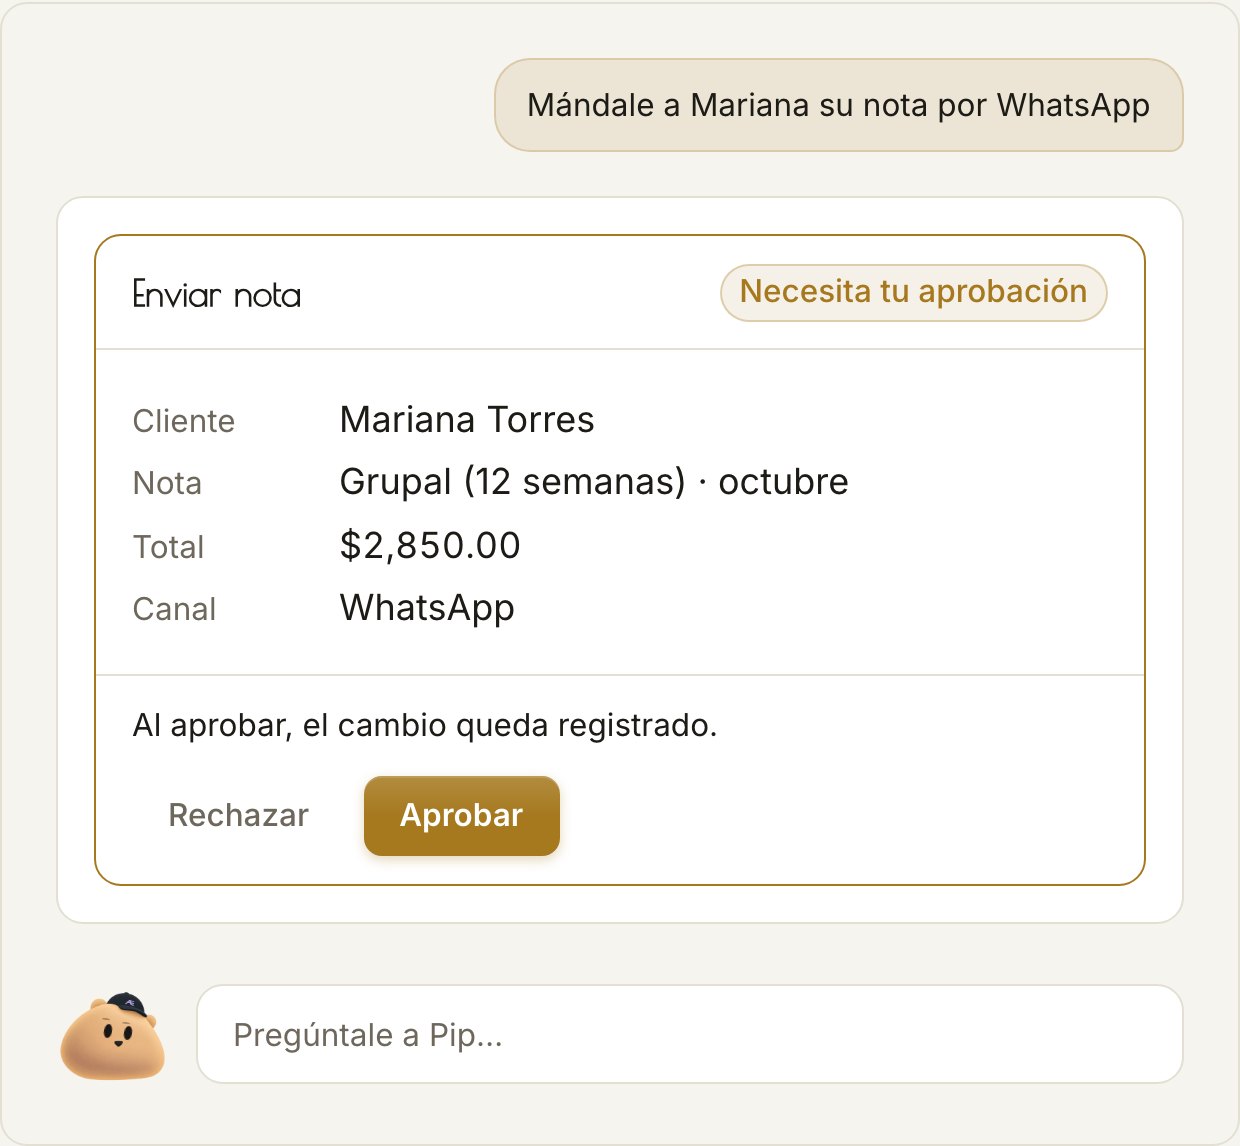 Mándale a Mariana su nota por WhatsApp
Enviar nota
Necesita tu aprobación
Cliente Mariana Torres
Nota Grupal (12 semanas) · octubre
Total $2,850.00
Canal WhatsApp
Al aprobar, el cambio queda registrado.
Rechazar Aprobar
Pregúntale a Pip...